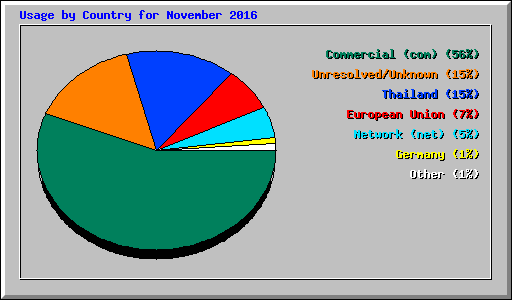 Usage by Country for November 2016
Commercial (com) (56%)
Unresolved/Unknown (15%)
Thailand (15%)
European Union (7%)
Network (net) (5%)
Germany (1%)
Other (1%)